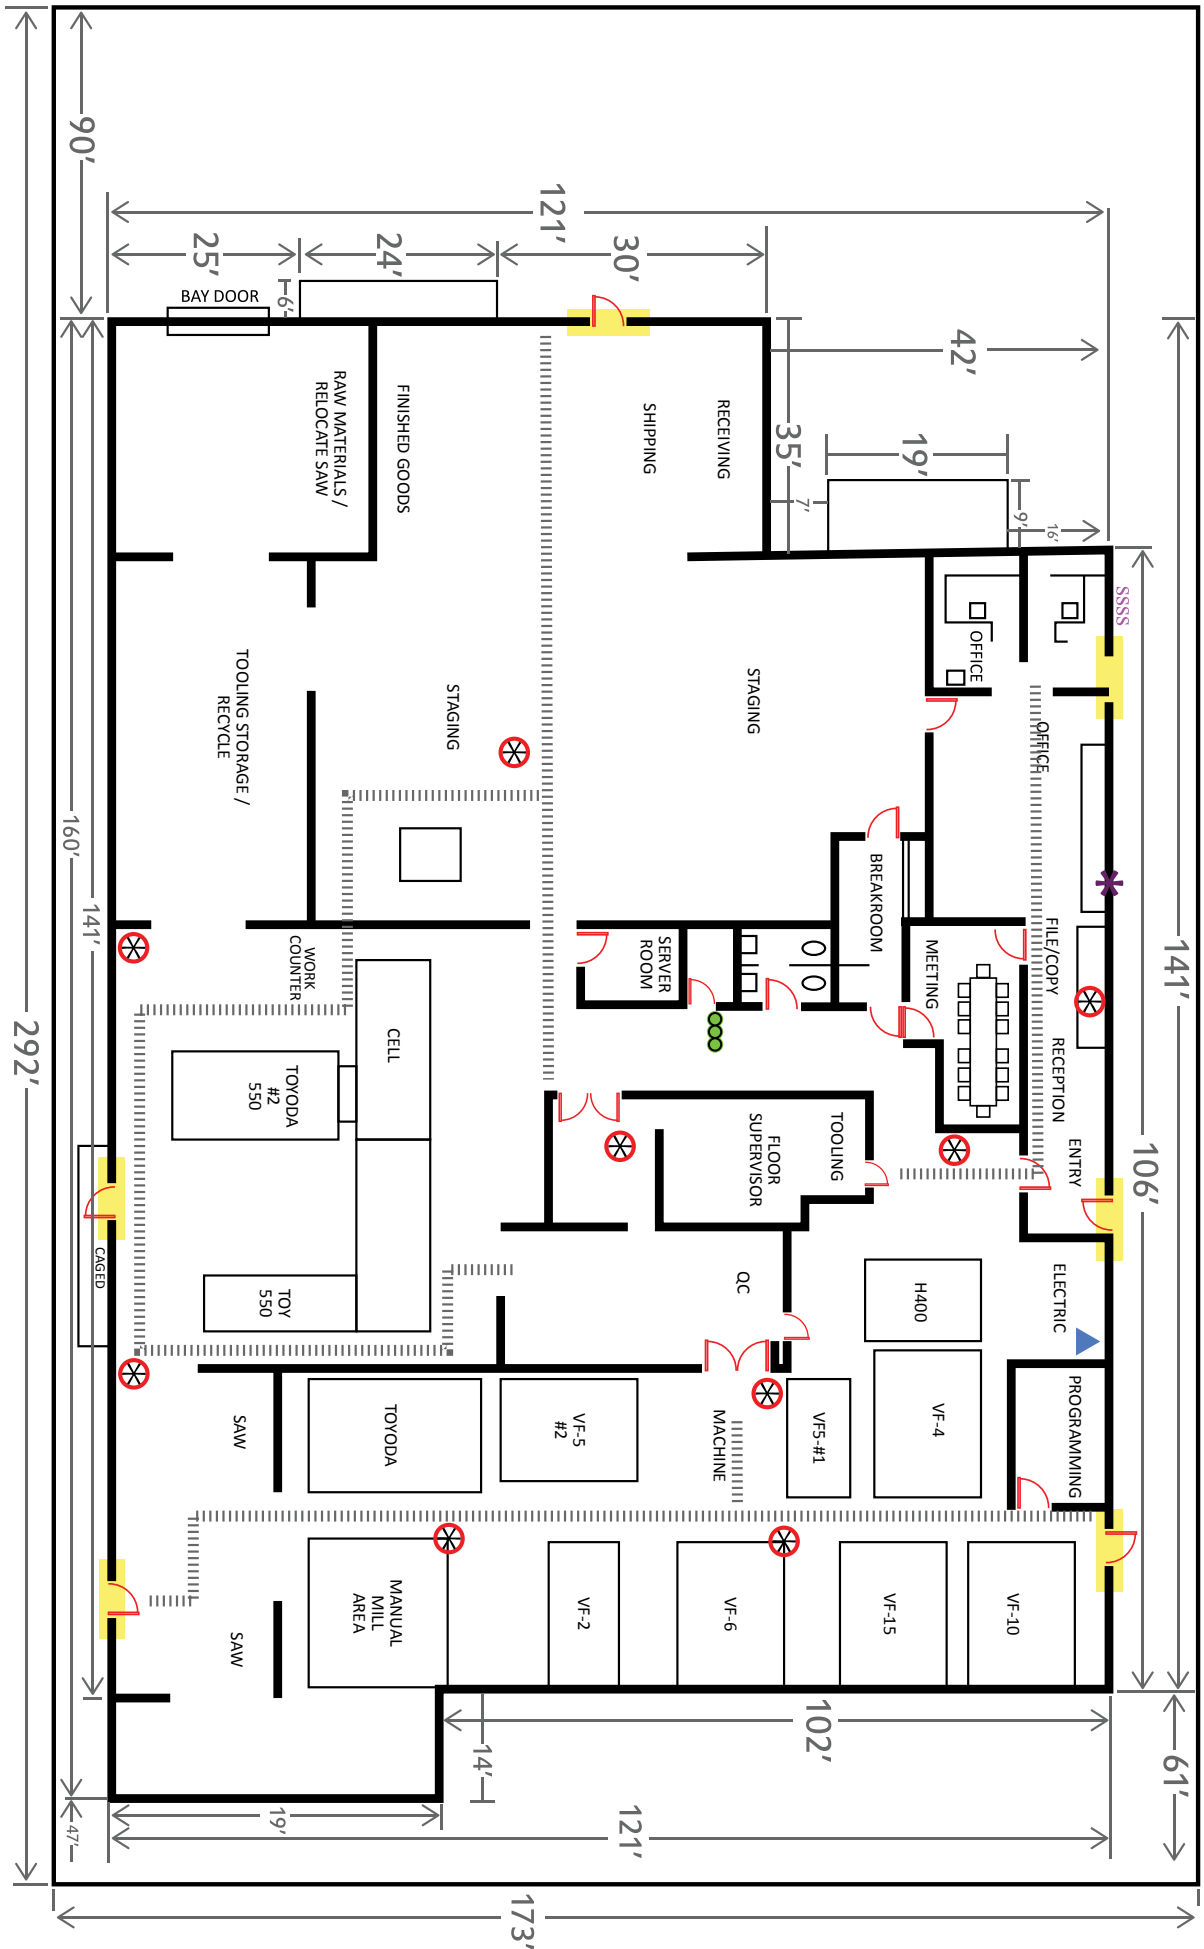 90’
121’
25’
24’
30’
BAY DOOR
6’
42’
35’
19’
7’
9’
16’
RAW MATERIALS /
RELOCATE SAW
FINISHED GOODS
SHIPPING
RECEIVING
SSSS
OFFICE
OFFICE
TOOLING STORAGE /
RECYCLE
STAGING
STAGING
BREAKROOM
160’
141’
WORK
COUNTER
SERVER
ROOM
MEETING
FILE/COPY
RECEPTION
ENTRY
141’
106’
292’
CELL
TOYODA
#2
550
TOOLING
FLOOR
SUPERVISOR
CAGED
TOY
550
QC
H400
ELECTRIC
SAW
TOYODA
VF-5
#2
MACHINE
VF5-#1
VF-4
PROGRAMMING
SAW
MANUAL
MILL
AREA
VF-2
VF-6
VF-15
VF-10
102’
14’
61’
19’
121’
47’
173’